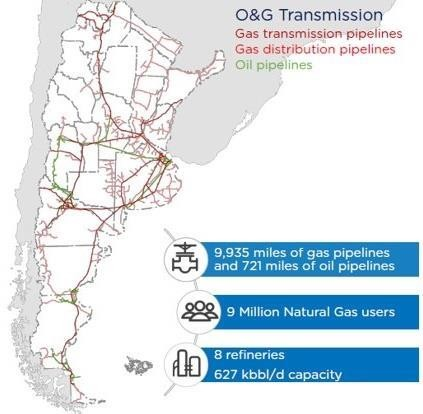 O&G Transmission
Gas transmission pipelines
Gas distribution pipelines
Oil pipelines
9,935 miles of gas pipelines
and 721 miles of oil pipelines
9 Million Natural Gas users
8 refineries
627 kbbl/d capacity